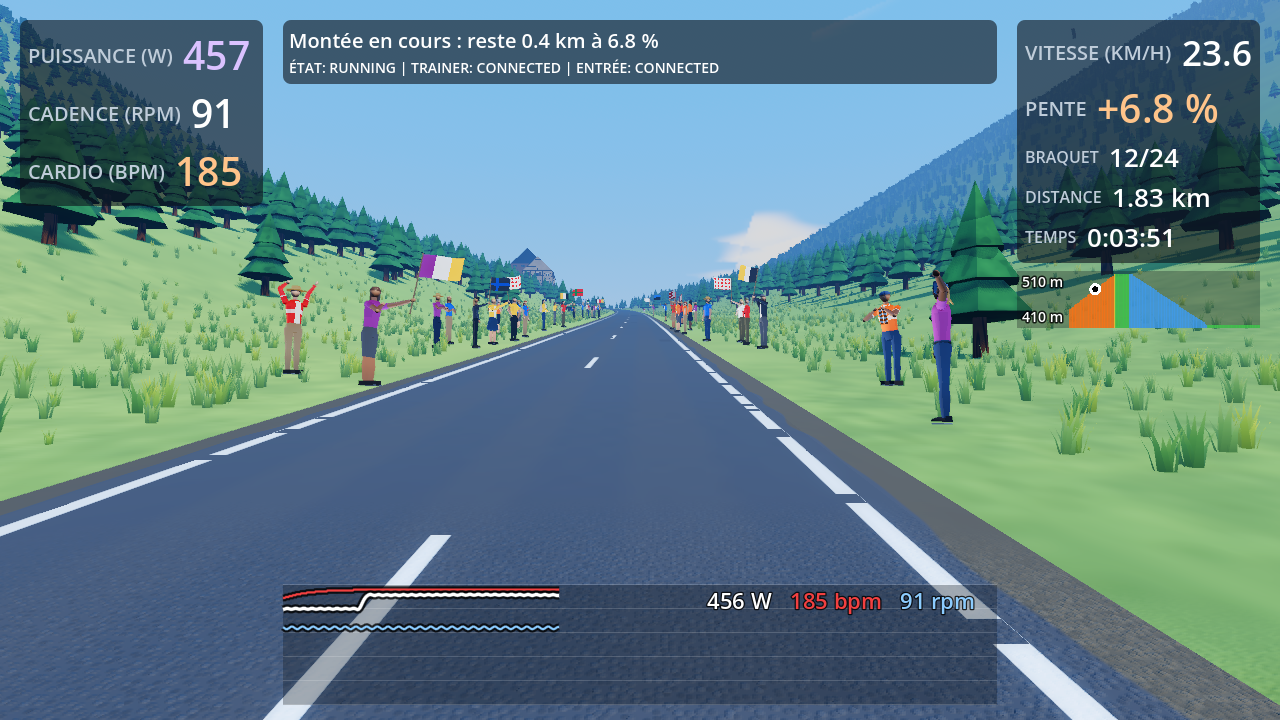 PUISSANCE (W) 457
CADENCE (RPM) 91
CARDIO (BPM) 185
Montée en cours : reste 0.4 km à 6.8 %
ÉTAT: RUNNING | TRAINER: CONNECTED | ENTRÉE: CONNECTED
VITESSE (KM/H) 23.6
PENTE +6.8 %
BRAQUET 12/24
DISTANCE 1.83 km
TEMPS 0:03:51
510 m
410 m
456 W 185 bpm 91 rpm